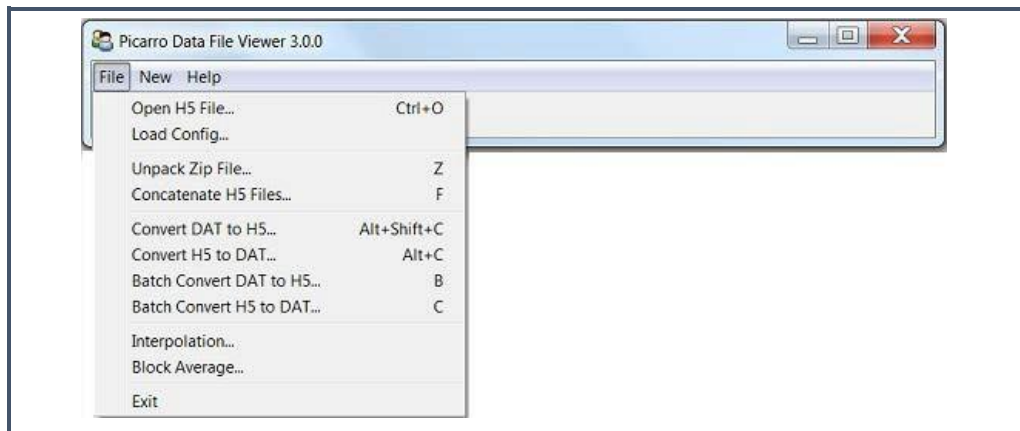 Picarro Data File Viewer 3.0.0
File New Help
Open H5 File... Ctrl+O
Load Config...
Unpack Zip File... Z
Concatenate H5 Files... F
Convert DAT to H5... Alt+Shift+C
Convert H5 to DAT... Alt+C
Batch Convert DAT to H5... B
Batch Convert H5 to DAT... C
Interpolation...
Block Average...
Exit